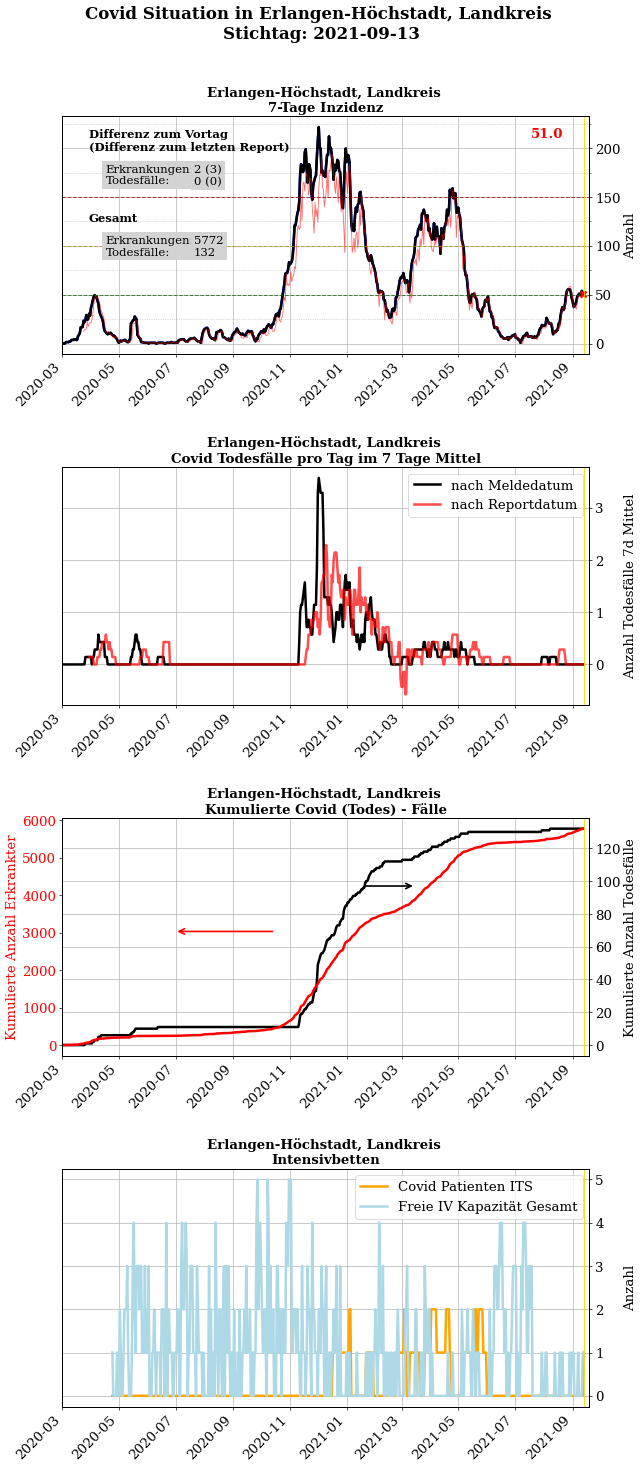 Covid Situation in Erlangen-Höchstadt, Landkreis
Stichtag: 2021-09-13
Erlangen-Höchstadt, Landkreis
7-Tage Inzidenz
Differenz zum Vortag
(Differenz zum letzten Report)
Erkrankungen 2 (3)
Todesfälle: 0 (0)
Gesamt
Erkrankungen 5772
Todesfälle: 132
51.0
200
150
100
50
0
Anzahl
2020-03
2020-05
2020-07
2020-09
2020-11
2021-01
2021-03
2021-05
2021-07
2021-09
Erlangen-Höchstadt, Landkreis
Covid Todesfälle pro Tag im 7 Tage Mittel
nach Meldedatum
nach Reportdatum
3
2
1
0
Anzahl Todesfälle 7d Mittel
2020-03
2020-05
2020-07
2020-09
2020-11
2021-01
2021-03
2021-05
2021-07
2021-09
Erlangen-Höchstadt, Landkreis
Kumulierte Covid (Todes) - Fälle
6000
5000
4000
3000
2000
1000
0
Kumulierte Anzahl Erkrankter
120
100
80
60
40
20
0
Kumulierte Anzahl Todesfälle
2020-03
2020-05
2020-07
2020-09
2020-11
2021-01
2021-03
2021-05
2021-07
2021-09
Erlangen-Höchstadt, Landkreis
Intensivbetten
Covid Patienten ITS
Freie IV Kapazität Gesamt
5
4
3
2
1
0
Anzahl
2020-03
2020-05
2020-07
2020-09
2020-11
2021-01
2021-03
2021-05
2021-07
2021-09